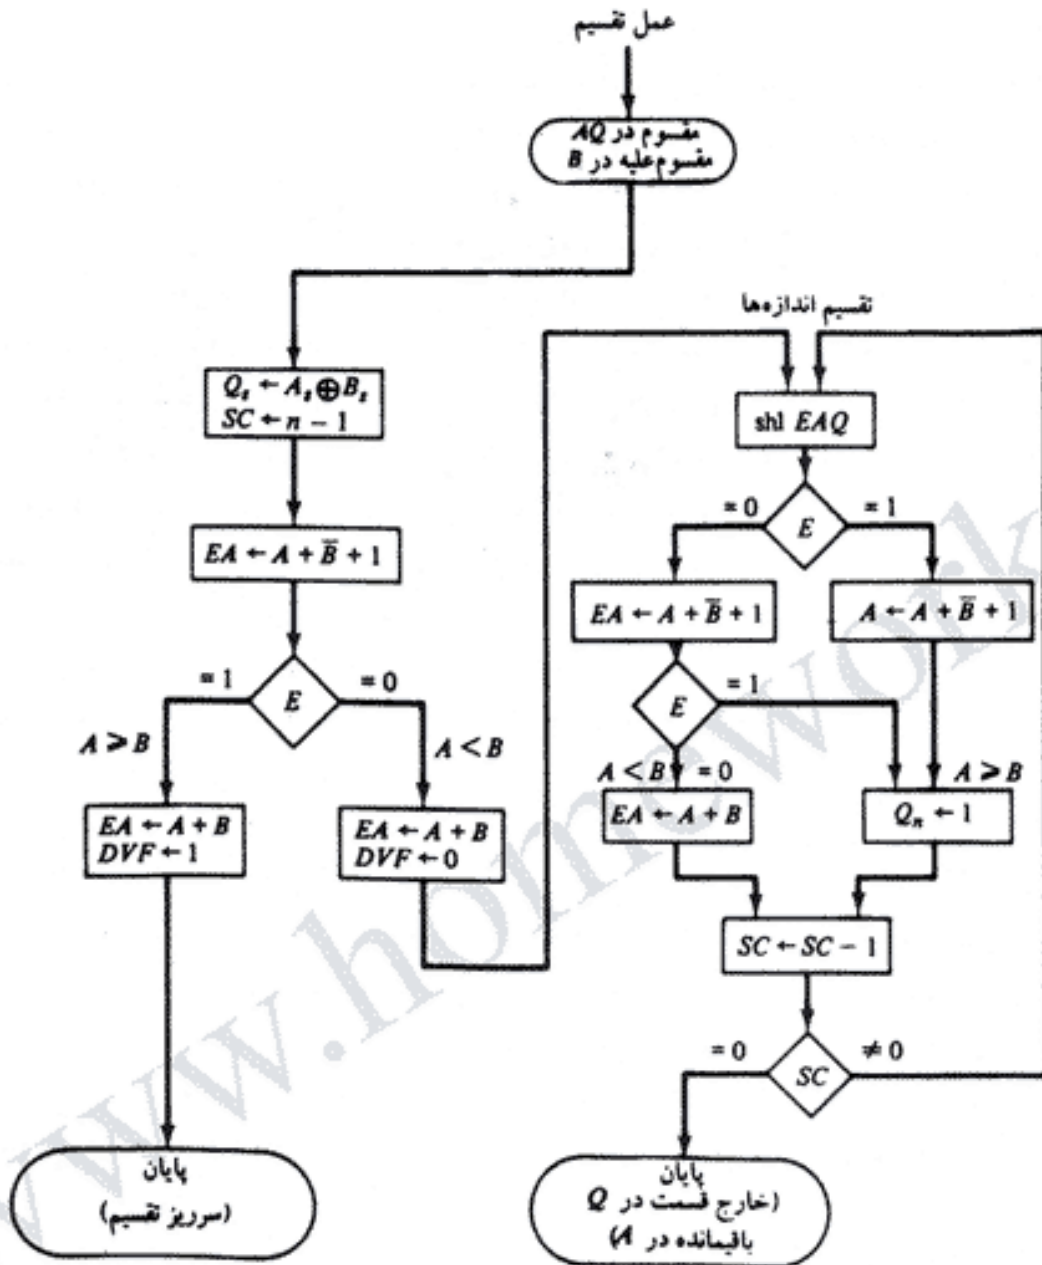 عمل تقسیم
مقسوم در AQ
مقسوم‌علیه در B
Qₛ ← Aₛ ⊕ Bₛ
SC ← n − 1
EA ← A + B̅ + 1
E
= 1
= 0
A ⩾ B
A < B
EA ← A + B
DVF ← 1
EA ← A + B
DVF ← 0
پایان
(سرریز تقسیم)
تقسیم اندازه‌ها
shl EAQ
= 0
E
= 1
EA ← A + B̅ + 1
A ← A + B̅ + 1
E
= 1
A < B
= 0
A ⩾ B
EA ← A + B
Qₙ ← 1
SC ← SC − 1
= 0
SC
≠ 0
پایان
(خارج قسمت در Q
باقیمانده در A)
www.homework